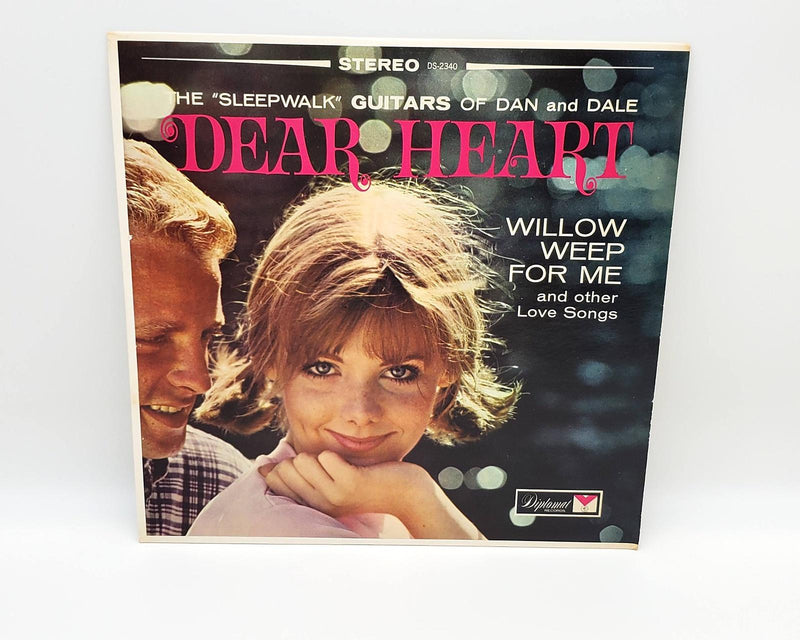 STEREO DS-2340
THE "SLEEPWALK" GUITARS OF DAN and DALE
DEAR HEART
WILLOW
WEEP
FOR ME
and other
Love Songs
Diplomat
RECORDS